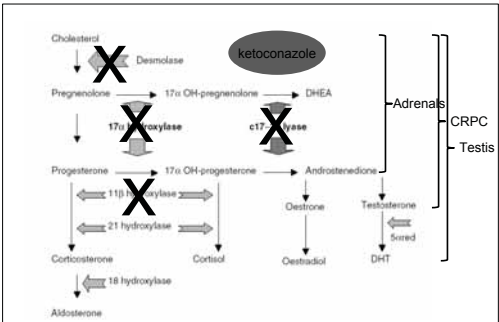 Cholesterol
ketoconazole
Desmolase
Pregnenolone 17α OH-pregnenolone DHEA
Adrenals
17α hydroxylase c17- lyase
CRPC
Testis
Progesterone 17α OH-progesterone Androstenedione
11β hydroxylase
Oestrone Testosterone
21 hydroxylase
5αred
Corticosterone Cortisol Oestradiol DHT
18 hydroxylase
Aldosterone